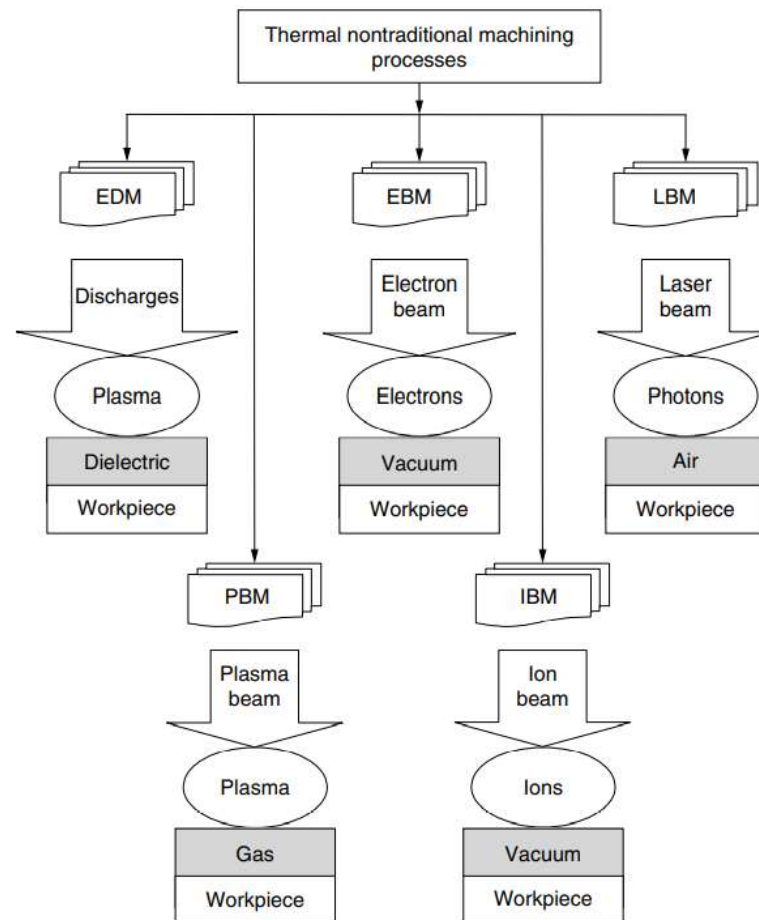 Thermal nontraditional machining
processes
EDM
EBM
LBM
Discharges
Electron
beam
Laser
beam
Plasma
Electrons
Photons
Dielectric
Vacuum
Air
Workpiece
Workpiece
Workpiece
PBM
IBM
Plasma
beam
Ion
beam
Plasma
Ions
Gas
Vacuum
Workpiece
Workpiece